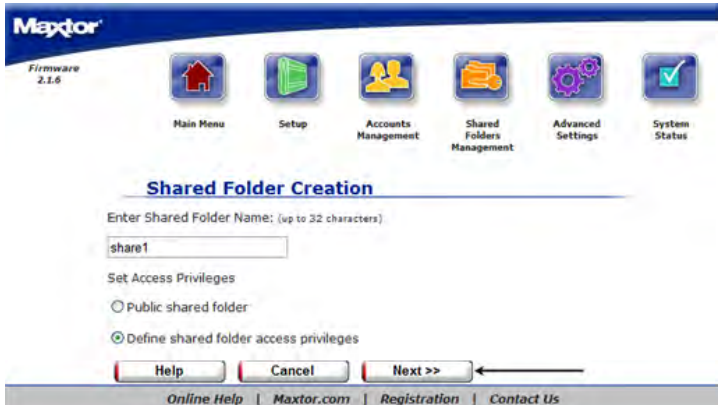 Maxtor
Firmware
2.1.6
Main Menu
Setup
Accounts
Management
Shared
Folders
Management
Advanced
Settings
System
Status
Shared Folder Creation
Enter Shared Folder Name: (up to 32 characters)
share1
Set Access Privileges
Public shared folder
Define shared folder access privileges
Help Cancel Next >>
Online Help | Maxtor.com | Registration | Contact Us